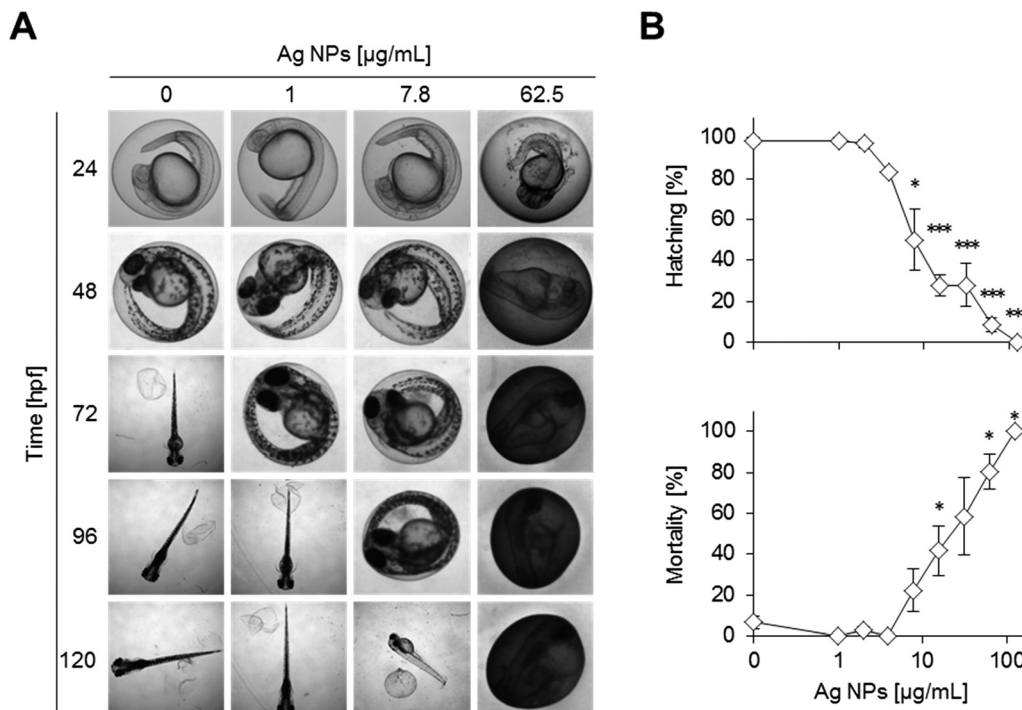 A
Ag NPs [µg/mL]
0 1 7.8 62.5
Time [hpf]
24
48
72
96
120
B
Hatching [%]
100
80
60
40
20
0
*
***
***
***
**
Mortality [%]
100
80
60
40
20
0
*
*
*
0 1 10 100
Ag NPs [µg/mL]